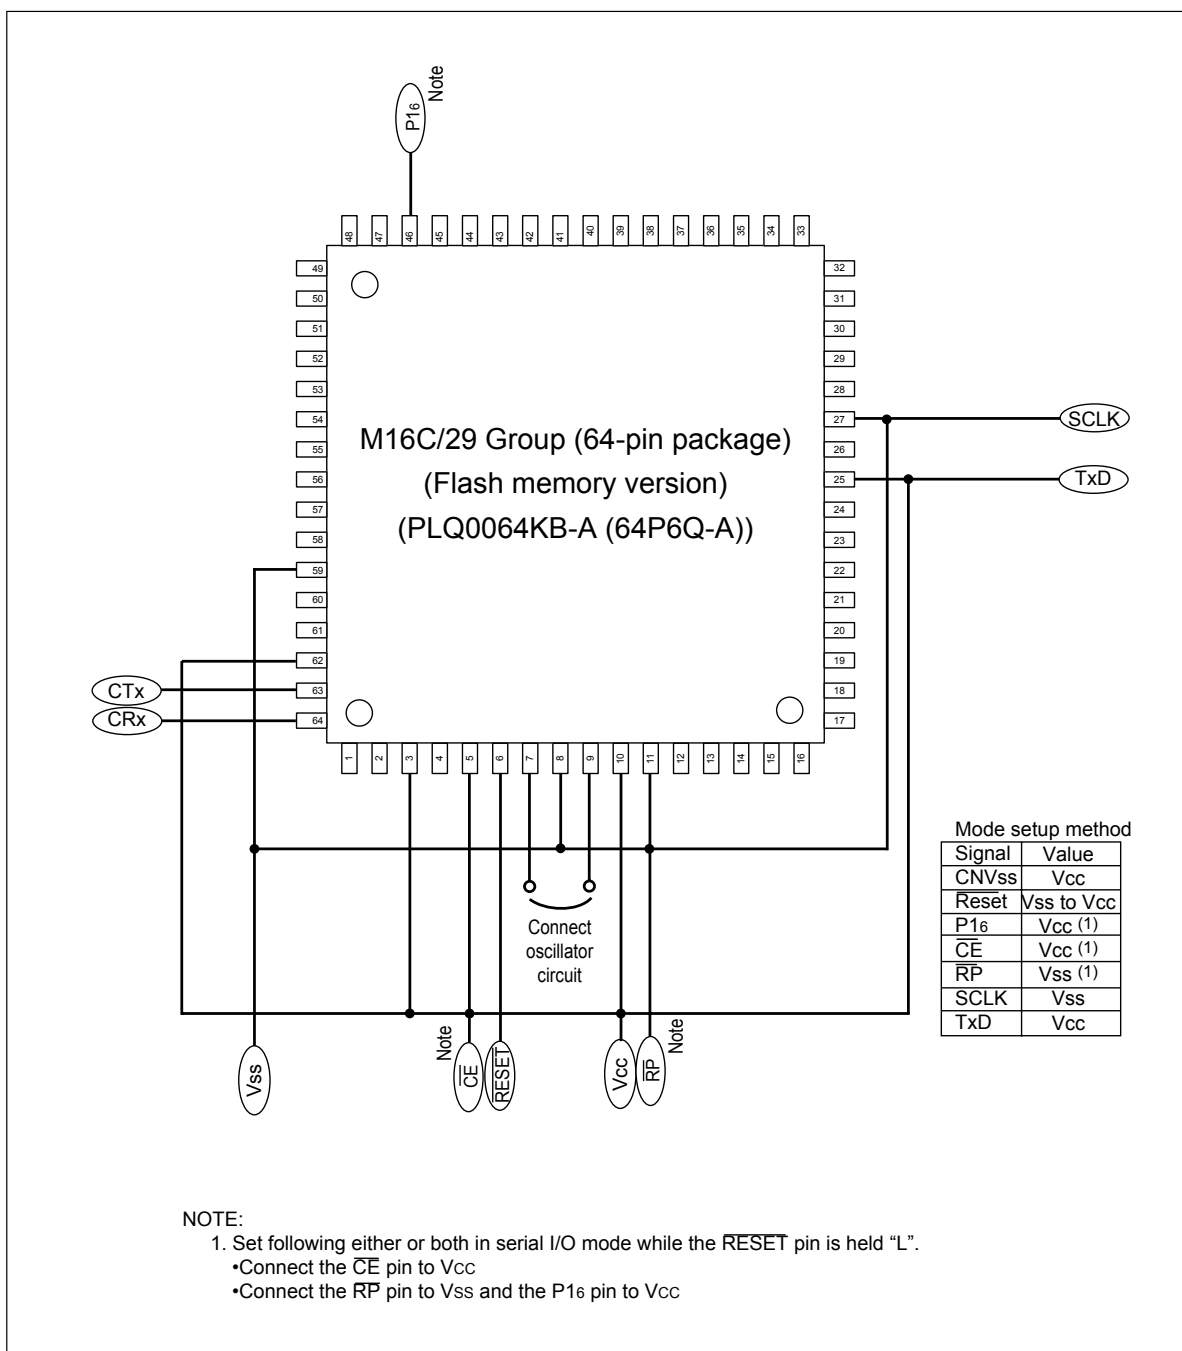 P16
Note
48 47 46 45 44 43 42 41 40 39 38 37 36 35 34 33
49
50
51
52
53
54
55
56
57
58
59
60
61
62
63
64
32
31
30
29
28
27
26
25
24
23
22
21
20
19
18
17
M16C/29 Group (64-pin package)
(Flash memory version)
(PLQ0064KB-A (64P6Q-A))
SCLK
TxD
CTx
CRx
1 2 3 4 5 6 7 8 9 10 11 12 13 14 15 16
Connect
oscillator
circuit
Vss
Note
CE
RESET
Vcc
RP
Note
Mode setup method
Signal Value
CNVss Vcc
Reset Vss to Vcc
P16 Vcc (1)
CE Vcc (1)
RP Vss (1)
SCLK Vss
TxD Vcc
NOTE:
1. Set following either or both in serial I/O mode while the RESET pin is held “L”.
•Connect the CE pin to VCC
•Connect the RP pin to VSS and the P16 pin to VCC